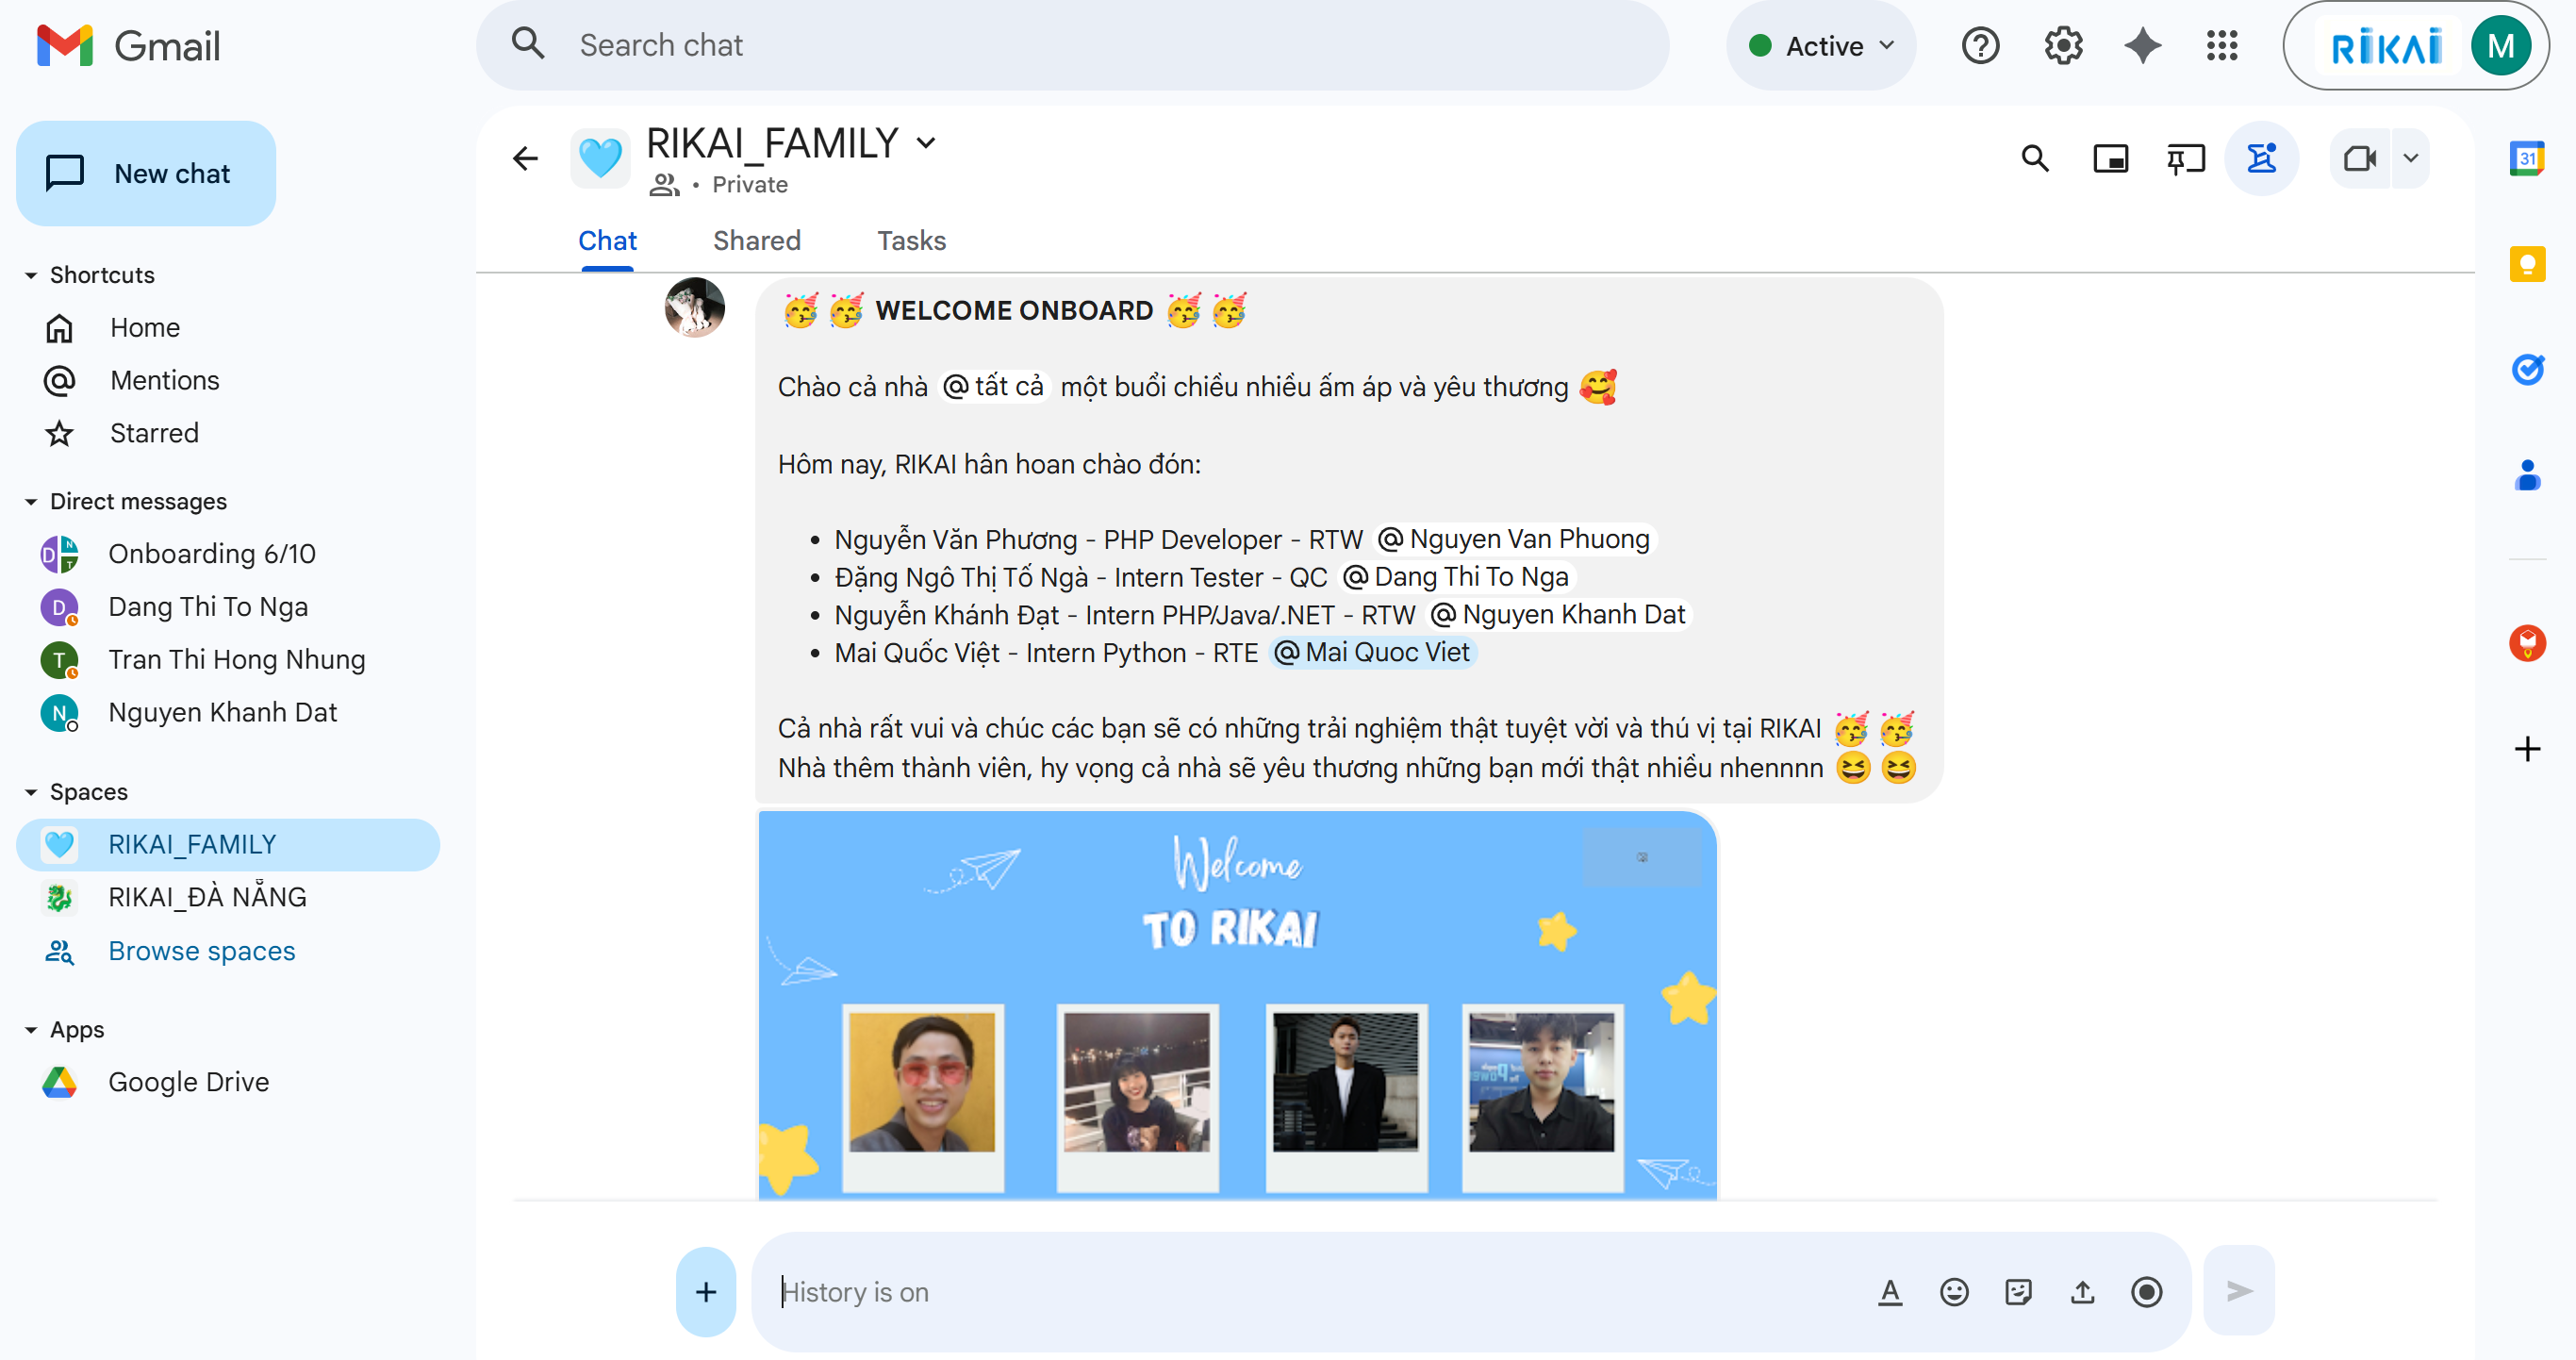 Gmail
Search chat
Active
RiKAi
M
New chat
RIKAI_FAMILY
Private
Shortcuts
Home
Mentions
Starred
Direct messages
Onboarding 6/10
Dang Thi To Nga
Tran Thi Hong Nhung
Nguyen Khanh Dat
Spaces
RIKAI_FAMILY
RIKAI_ĐÀ NẴNG
Browse spaces
Apps
Google Drive
Chat Shared Tasks
🥳 🥳 WELCOME ONBOARD 🥳 🥳
Chào cả nhà @tất cả một buổi chiều nhiều ấm áp và yêu thương 🥰
Hôm nay, RIKAI hân hoan chào đón:
• Nguyễn Văn Phương - PHP Developer - RTW @Nguyen Van Phuong
• Đặng Ngô Thị Tố Ngà - Intern Tester - QC @Dang Thi To Nga
• Nguyễn Khánh Đạt - Intern PHP/Java/.NET - RTW @Nguyen Khanh Dat
• Mai Quốc Việt - Intern Python - RTE @Mai Quoc Viet
Cả nhà rất vui và chúc các bạn sẽ có những trải nghiệm thật tuyệt vời và thú vị tại RIKAI 🥳 🥳
Nhà thêm thành viên, hy vọng cả nhà sẽ yêu thương những bạn mới thật nhiều nhennnn 😆 😆
Welcome
TO RIKAI
History is on
31